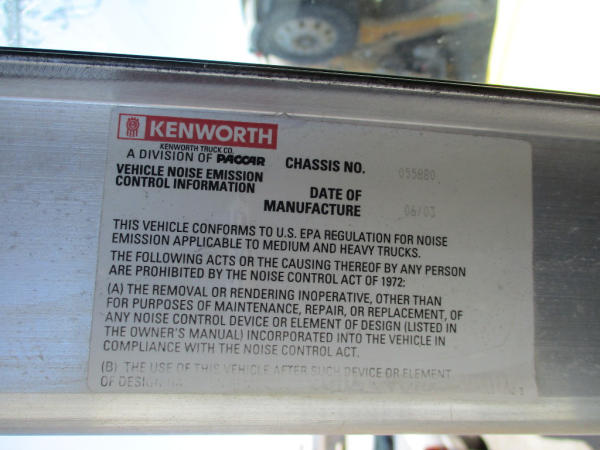 KENWORTH
KENWORTH TRUCK CO.
A DIVISION OF PACCAR
VEHICLE NOISE EMISSION
CONTROL INFORMATION
CHASSIS NO. 055880
DATE OF
MANUFACTURE 06/03
THIS VEHICLE CONFORMS TO U.S. EPA REGULATION FOR NOISE
EMISSION APPLICABLE TO MEDIUM AND HEAVY TRUCKS.
THE FOLLOWING ACTS OR THE CAUSING THEREOF BY ANY PERSON
ARE PROHIBITED BY THE NOISE CONTROL ACT OF 1972:
(A) THE REMOVAL OR RENDERING INOPERATIVE, OTHER THAN
FOR PURPOSES OF MAINTENANCE, REPAIR, OR REPLACEMENT, OF
ANY NOISE CONTROL DEVICE OR ELEMENT OF DESIGN (LISTED IN
THE OWNER'S MANUAL) INCORPORATED INTO THE VEHICLE IN
COMPLIANCE WITH THE NOISE CONTROL ACT.
(B) THE USE OF THIS VEHICLE AFTER SUCH DEVICE OR ELEMENT
OF DESIGN